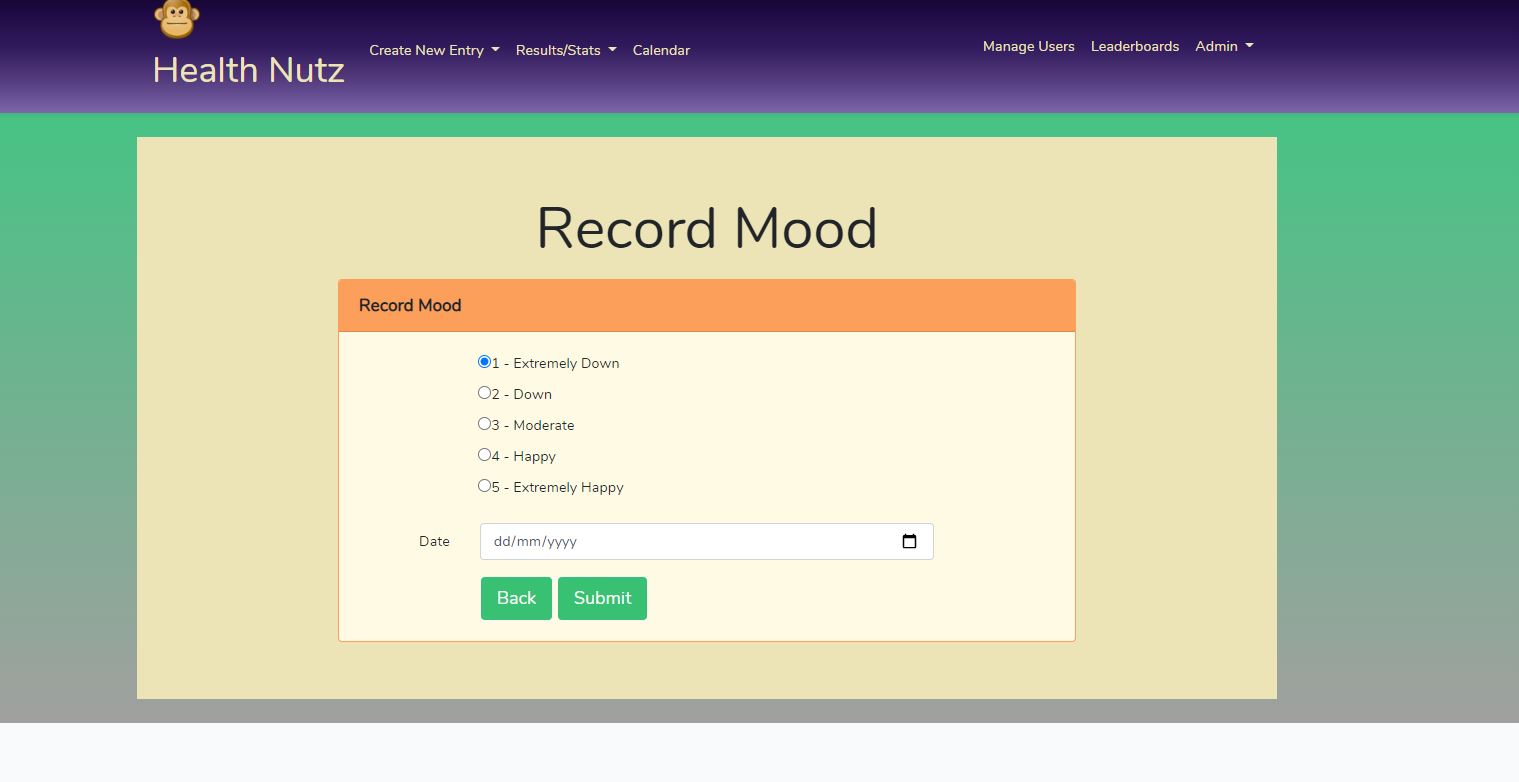 Health Nutz
Create New Entry Results/Stats Calendar
Manage Users Leaderboards Admin
Record Mood
Record Mood
1 - Extremely Down
2 - Down
3 - Moderate
4 - Happy
5 - Extremely Happy
Date dd/mm/yyyy
Back Submit